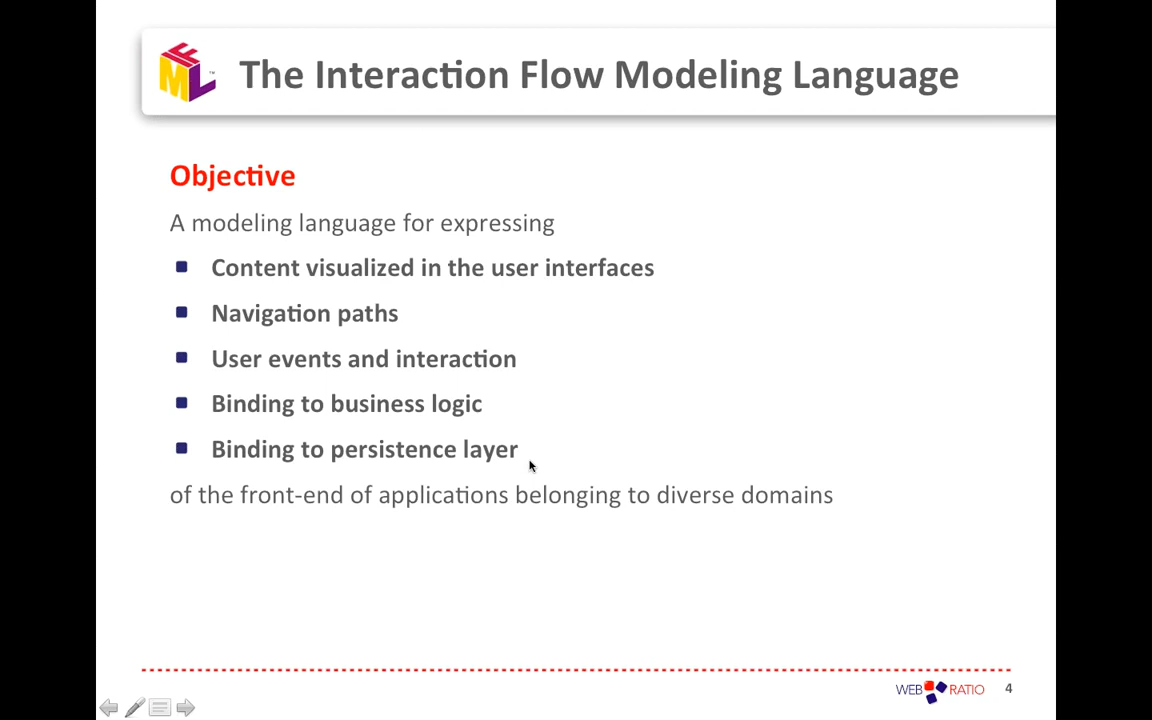 The Interaction Flow Modeling Language
Objective
A modeling language for expressing
Content visualized in the user interfaces
Navigation paths
User events and interaction
Binding to business logic
Binding to persistence layer
of the front-end of applications belonging to diverse domains
WEB RATIO 4